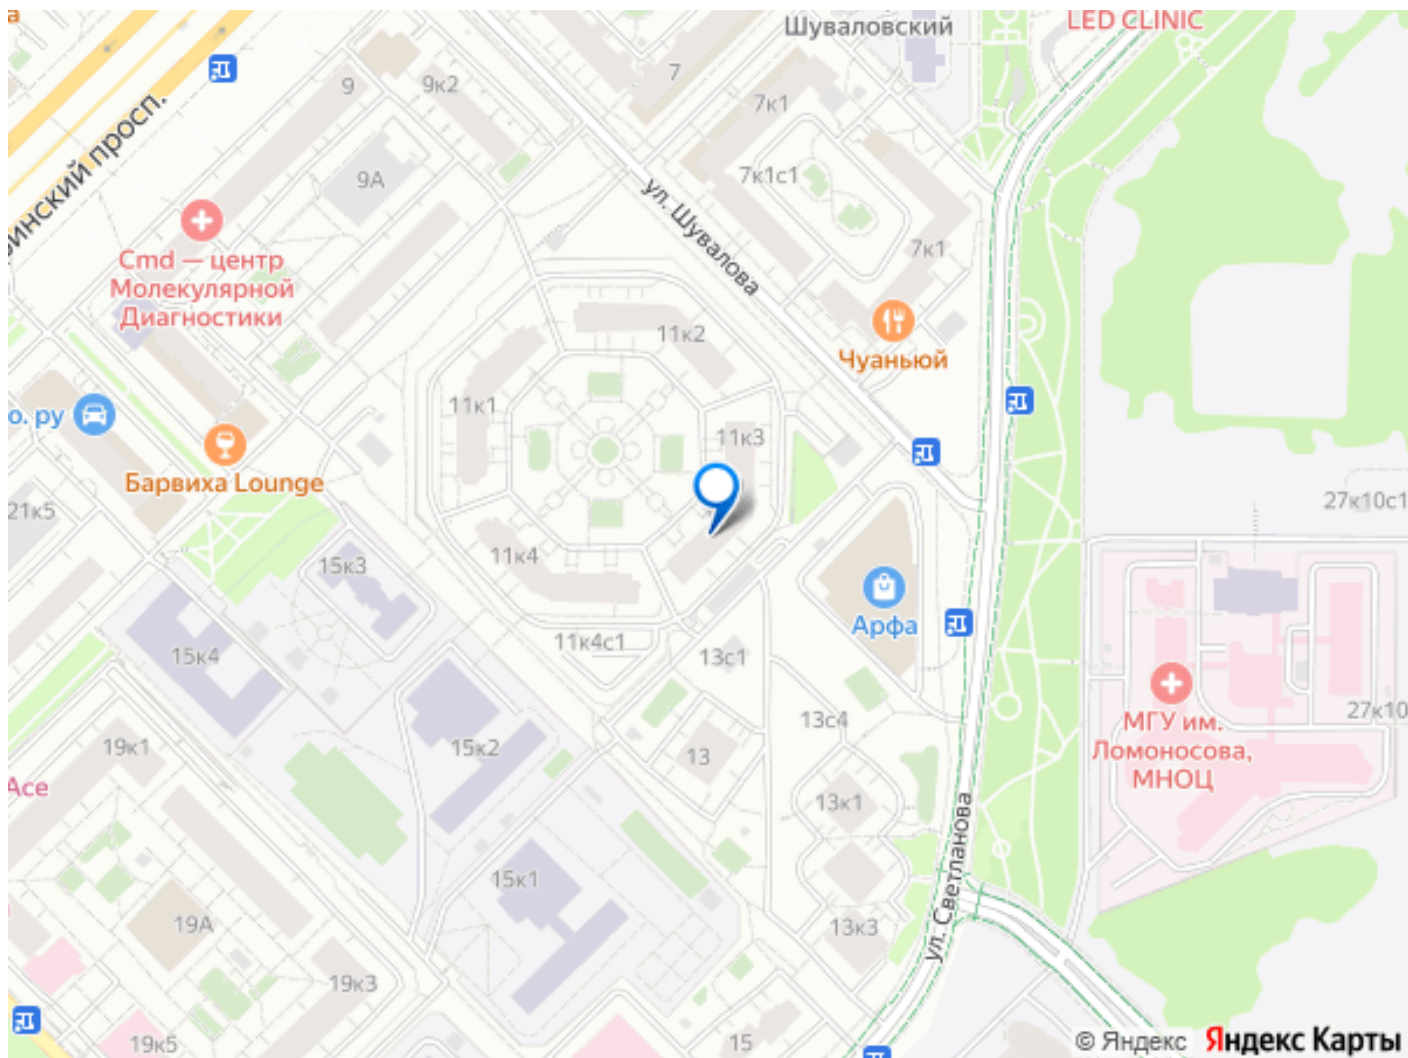 LED CLINIC
Шуваловский
7
9
9к2
7к1
9А
7к1с1
ул. Шувалова
инский просп.
7к1
Cmd — центр
Молекулярной
Диагностики
11к2
Чуаньюй
11к1
о. ру
11к3
Барвиха Lounge
27к10с1
21к5
11к4
15к3
Арфа
11к4с1
15к4
13с1
МГУ им.
Ломоносова,
МНОЦ
27к10
13с4
19к1
15к2
13
Ace
13к1
ул. Светланова
15к1
19А
13к3
19к3
19к5
15
© Яндекс
Яндекс Карты